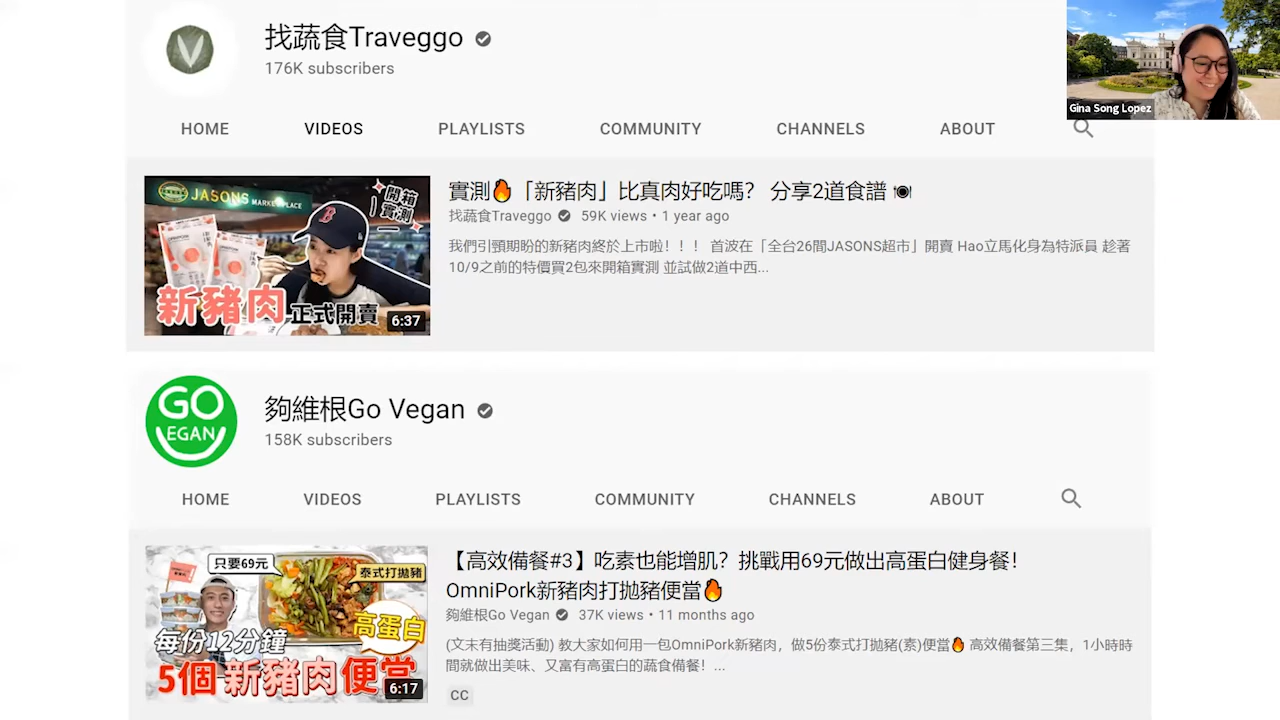 找蔬食Traveggo
176K subscribers
Gina Song Lopez
HOME VIDEOS PLAYLISTS COMMUNITY CHANNELS ABOUT
JASONS MARKETPLACE
開箱
實測
新豬肉 正式開賣
6:37
實測🔥「新豬肉」比真肉好吃嗎？ 分享2道食譜 🍽
找蔬食Traveggo 59K views • 1 year ago
我們引頸期盼的新豬肉終於上市啦！！！ 首波在「全台26間JASONS超市」開賣 Hao立馬化身為特派員 趁著
10/9之前的特價買2包來開箱實測 並試做2道中西...
GO
EGAN
夠維根Go Vegan
158K subscribers
HOME VIDEOS PLAYLISTS COMMUNITY CHANNELS ABOUT
只要69元
泰式打拋豬
高蛋白
每份12分鐘
5個新豬肉便當
6:17
【高效備餐#3】吃素也能增肌？挑戰用69元做出高蛋白健身餐！
OmniPork新豬肉打拋豬便當🔥
夠維根Go Vegan 37K views • 11 months ago
(文末有抽獎活動) 教大家如何用一包OmniPork新豬肉，做5份泰式打拋豬(素)便當🔥 高效備餐第三集，1小時時
間就做出美味、又富有高蛋白的蔬食備餐！...
CC